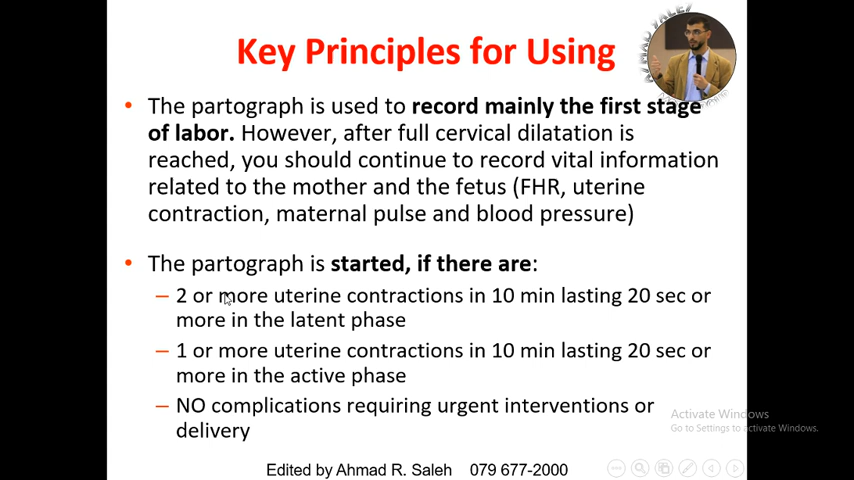 Key Principles for Using
• The partograph is used to record mainly the first stage
of labor. However, after full cervical dilatation is
reached, you should continue to record vital information
related to the mother and the fetus (FHR, uterine
contraction, maternal pulse and blood pressure)
• The partograph is started, if there are:
– 2 or more uterine contractions in 10 min lasting 20 sec or
more in the latent phase
– 1 or more uterine contractions in 10 min lasting 20 sec or
more in the active phase
– NO complications requiring urgent interventions or
delivery
Activate Windows
Go to Settings to activate Windows.
Edited by Ahmad R. Saleh 079 677-2000